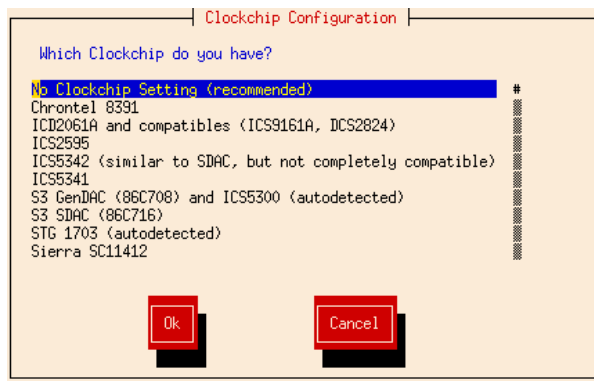 Clockchip Configuration
Which Clockchip do you have?
No Clockchip Setting (recommended) #
Chrontel 8391
ICD2061A and compatibles (ICS9161A, DCS2824)
ICS2595
ICS5342 (similar to SDAC, but not completely compatible)
ICS5341
S3 GenDAC (86C708) and ICS5300 (autodetected)
S3 SDAC (86C716)
STG 1703 (autodetected)
Sierra SC11412
Ok Cancel